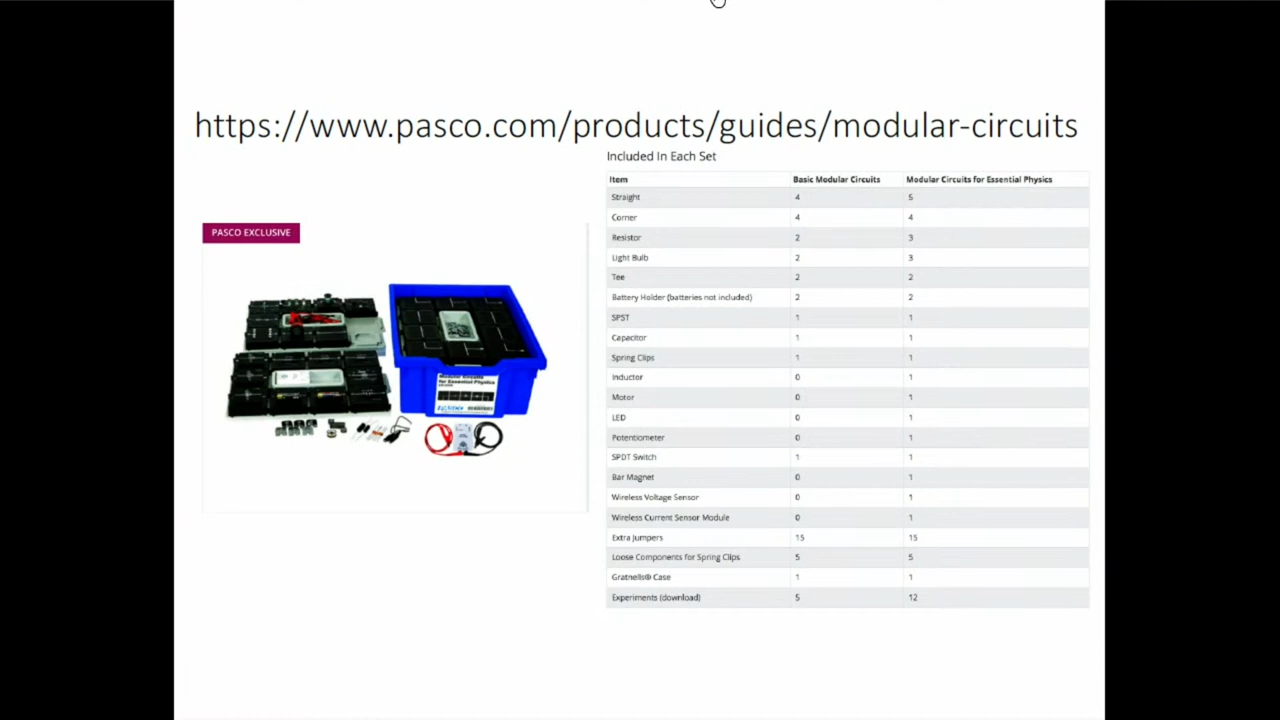 https://www.pasco.com/products/guides/modular-circuits
Included In Each Set
Item Basic Modular Circuits Modular Circuits for Essential Physics
Straight 4 5
Corner 4 4
Resistor 2 3
Light Bulb 2 3
Tee 2 2
Battery Holder (batteries not included) 2 2
SPST 1 1
Capacitor 1 1
Spring Clips 1 1
Inductor 0 1
Motor 0 1
LED 0 1
Potentiometer 0 1
SPDT Switch 1 1
Bar Magnet 0 1
Wireless Voltage Sensor 0 1
Wireless Current Sensor Module 0 1
Extra Jumpers 15 15
Loose Components for Spring Clips 5 5
Gratnells® Case 1 1
Experiments (download) 5 12
PASCO EXCLUSIVE
Modular Circuits
for Essential Physics